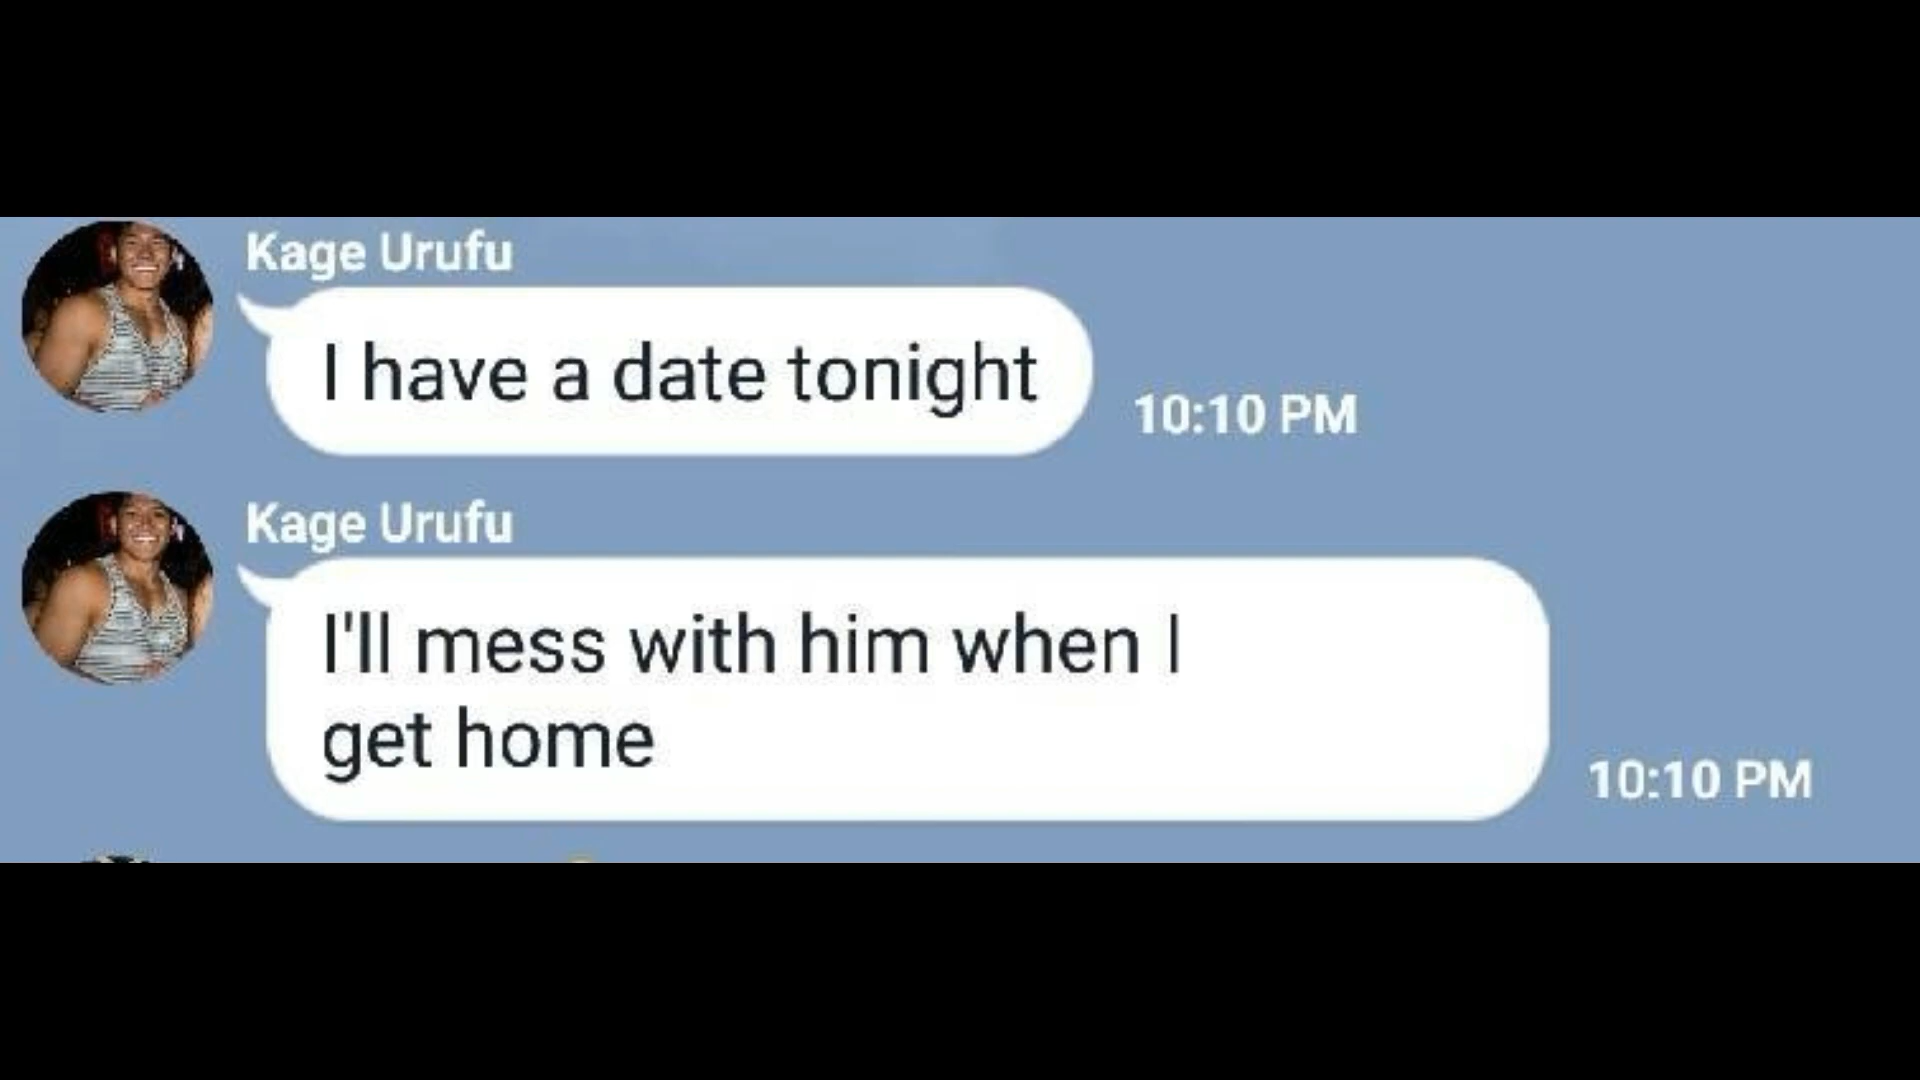 Kage Urufu
I have a date tonight
10:10 PM
Kage Urufu
I'll mess with him when I
get home
10:10 PM